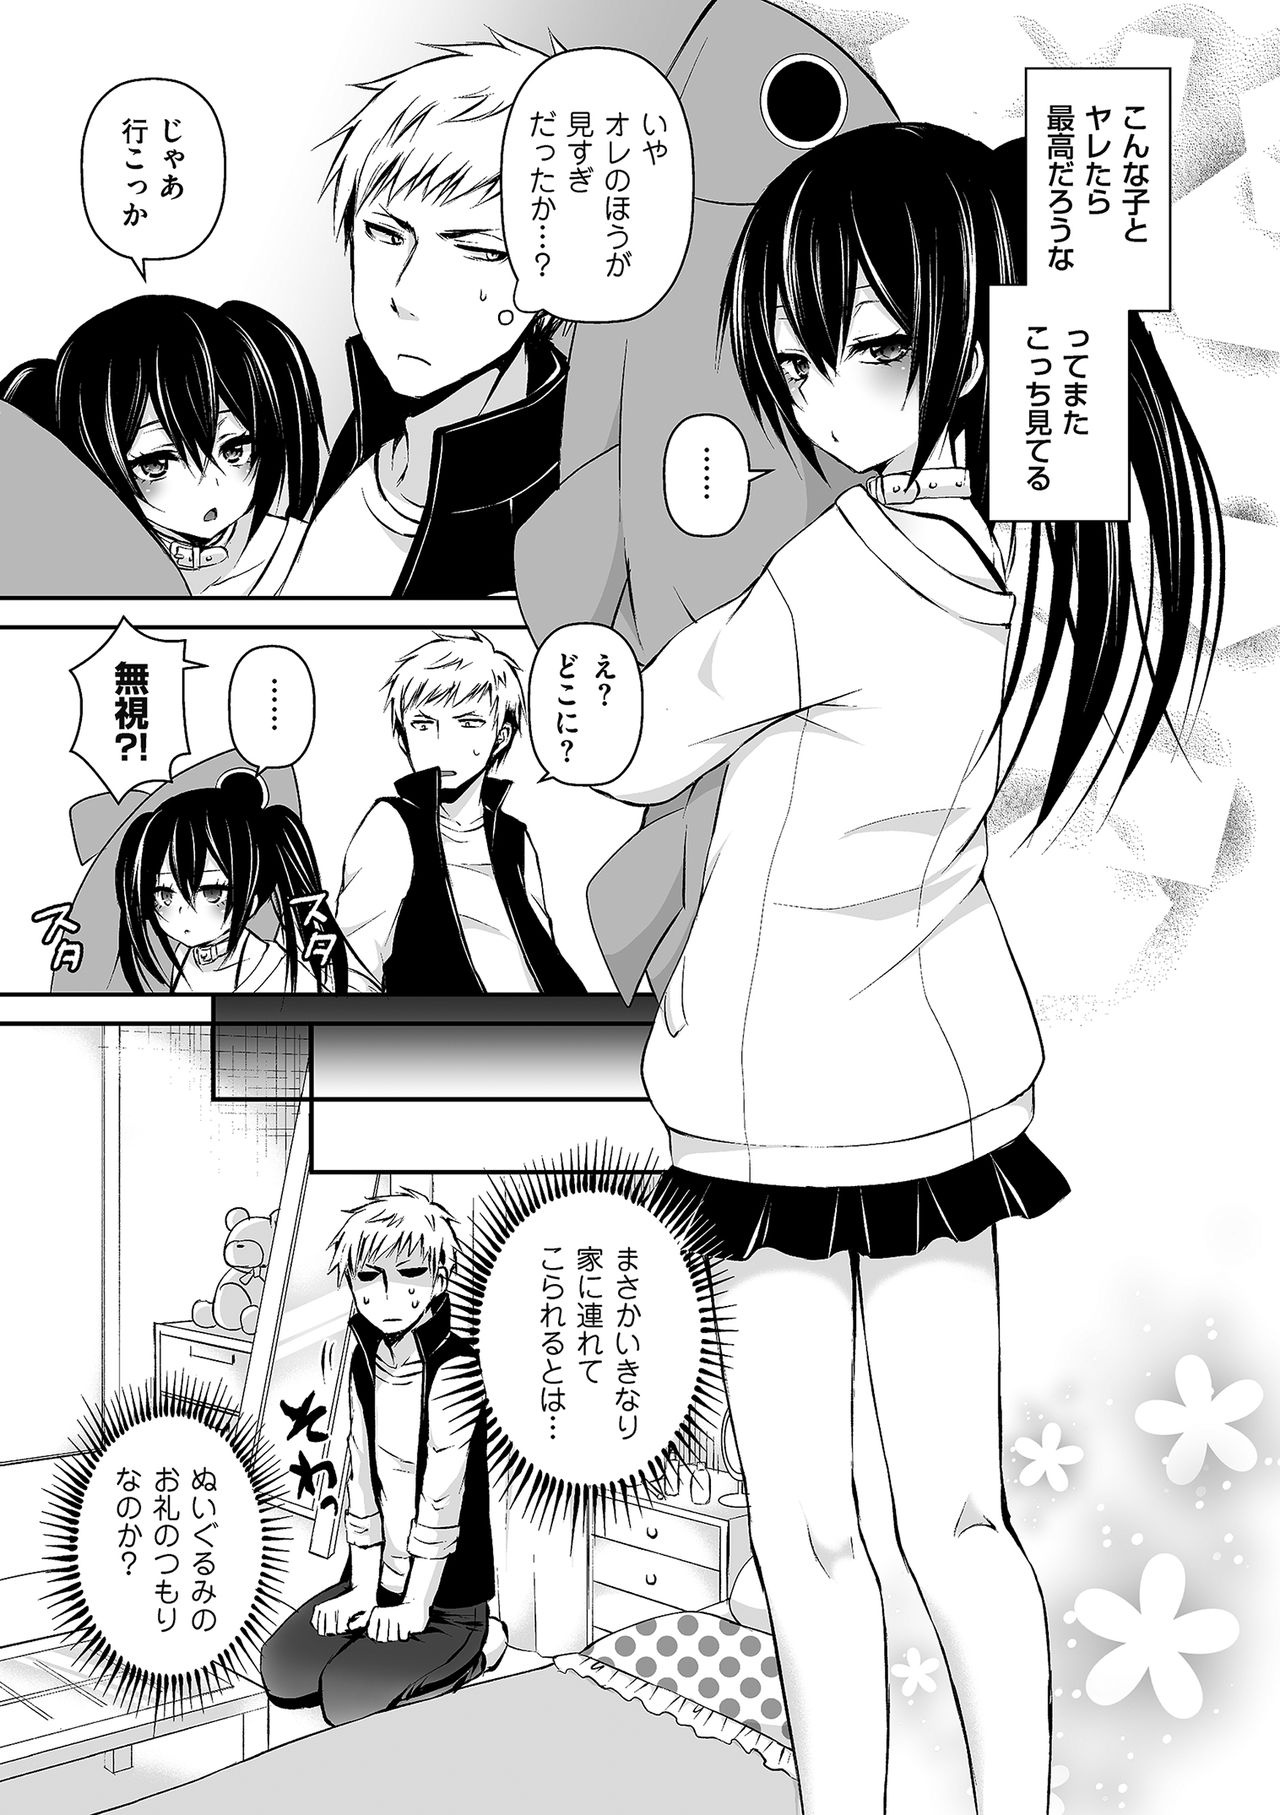 こんな子と
ヤレたら
最高だろうな
ってまた
こっち見てる
……
いや
オレのほうが
見すぎ
だったか…?
じゃあ
行こっか
え?
どこに?
……
無視?!
スタ
スタ
まさかいきなり
家に連れて
こられるとは…
そわっ
ぬいぐるみの
お礼のつもり
なのか?